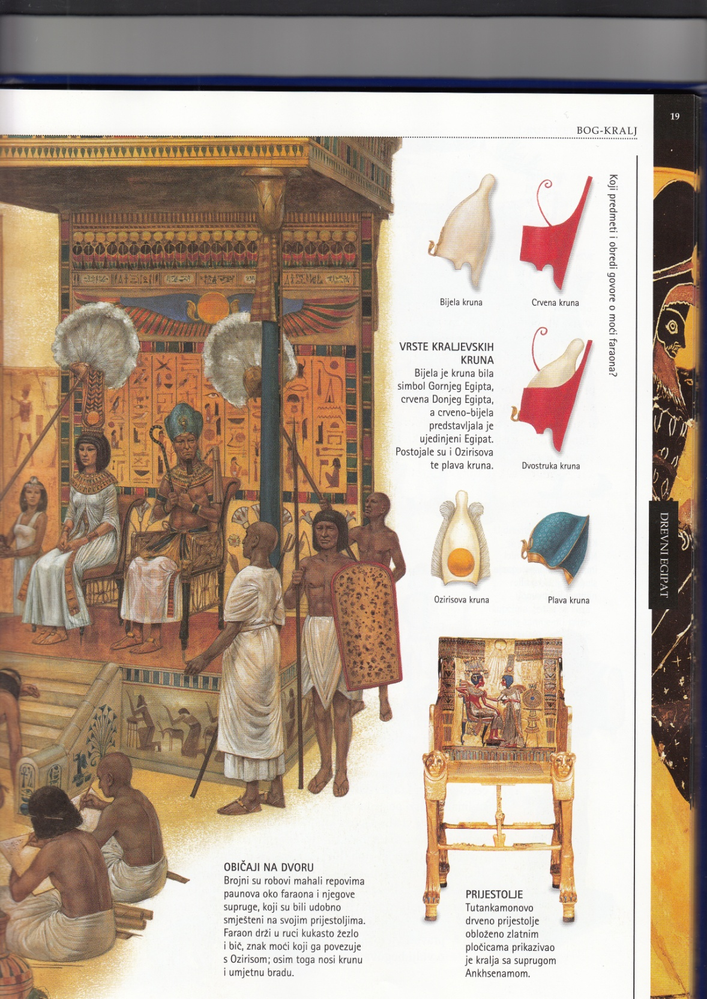 19
BOG-KRALJ
Koji predmeti i obredi govore o moći faraona?
Bijela kruna
Crvena kruna
VRSTE KRALJEVSKIH
KRUNA
Bijela je kruna bila
simbol Gornjeg Egipta,
crvena Donjeg Egipta,
a crveno-bijela
predstavljala je
ujedinjeni Egipat.
Postojale su i Ozirisova
te plava kruna.
Dvostruka kruna
Ozirisova kruna
Plava kruna
DREVNI EGIPAT
OBIČAJI NA DVORU
Brojni su robovi mahali repovima
paunova oko faraona i njegove
supruge, koji su bili udobno
smješteni na svojim prijestoljima.
Faraon drži u ruci kukasto žezlo
i bič, znak moći koji ga povezuje
s Ozirisom; osim toga nosi krunu
i umjetnu bradu.
PRIJESTOLJE
Tutankamonovo
drveno prijestolje
obloženo zlatnim
pločicama prikazivao
je kralja sa suprugom
Ankhsenamom.